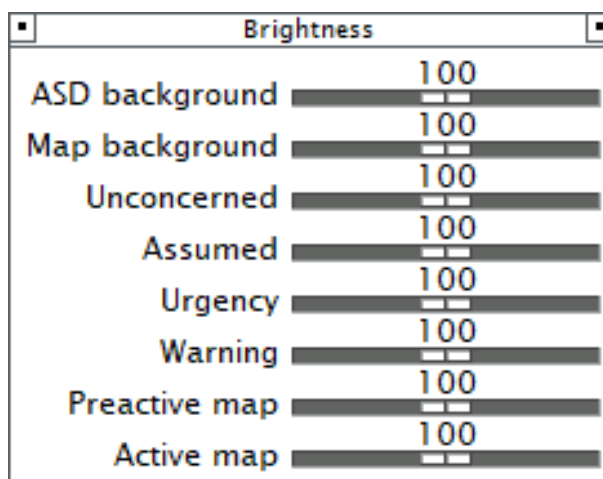 Brightness
100
ASD background
100
Map background
100
Unconcerned
100
Assumed
100
Urgency
100
Warning
100
Preactive map
100
Active map